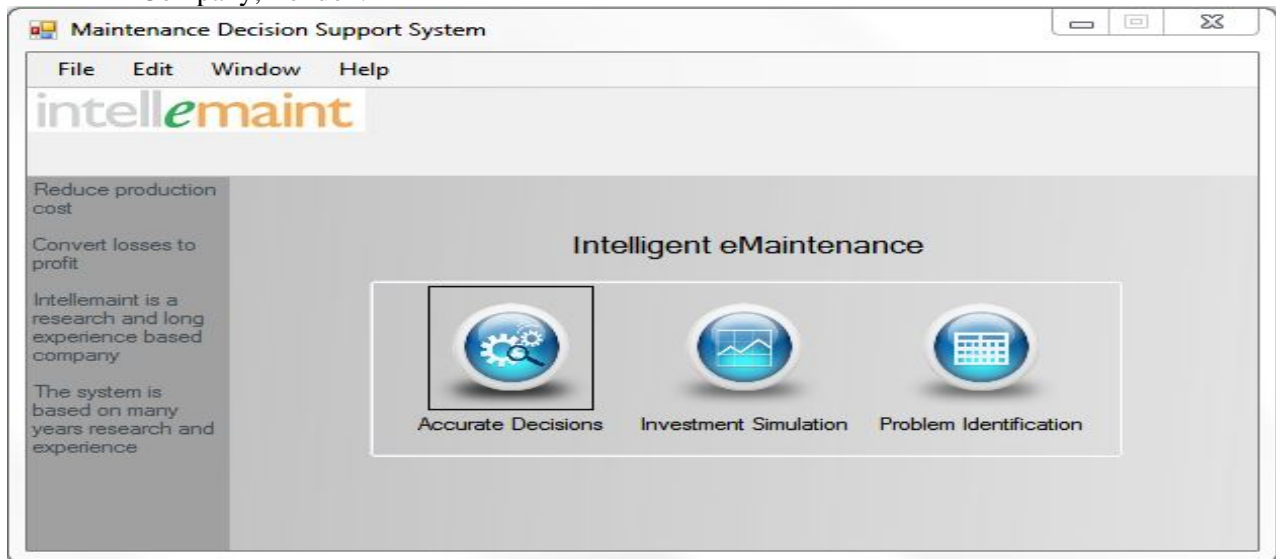 Maintenance Decision Support System
File Edit Window Help
intellemaint
Reduce production
cost
Convert losses to
profit
Intellemaint is a
research and long
experience based
company
The system is
based on many
years research and
experience
Intelligent eMaintenance
Accurate Decisions Investment Simulation Problem Identification